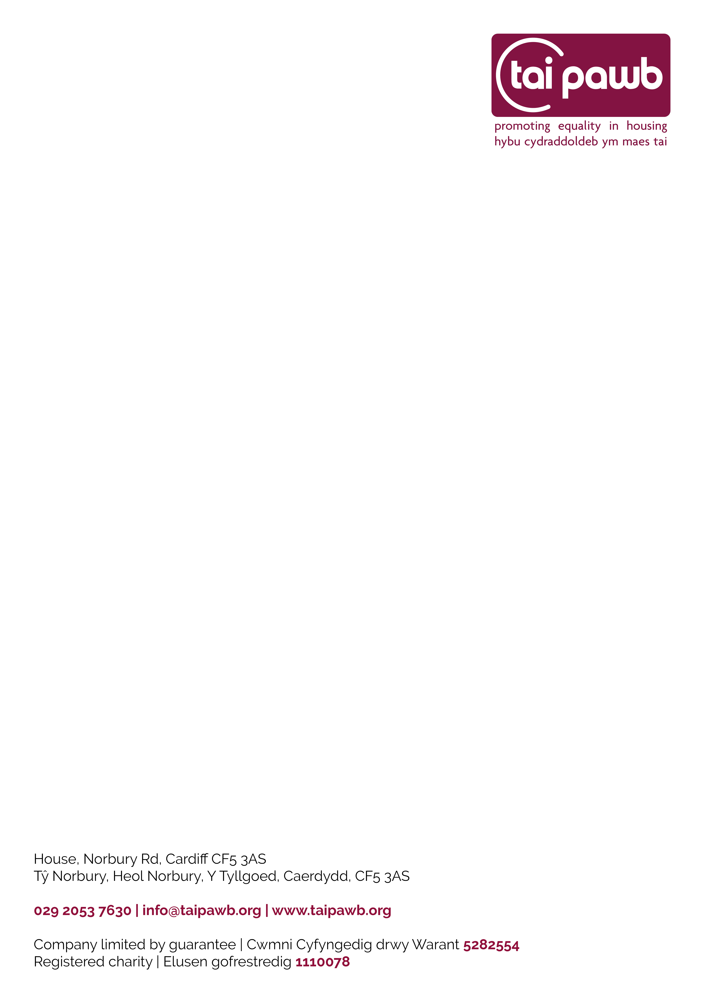 tai pawb
promoting equality in housing
hybu cydraddoldeb ym maes tai
House, Norbury Rd, Cardiff CF5 3AS
Tŷ Norbury, Heol Norbury, Y Tyllgoed, Caerdydd, CF5 3AS
029 2053 7630 | info@taipawb.org | www.taipawb.org
Company limited by guarantee | Cwmni Cyfyngedig drwy Warant 5282554
Registered charity | Elusen gofrestredig 1110078